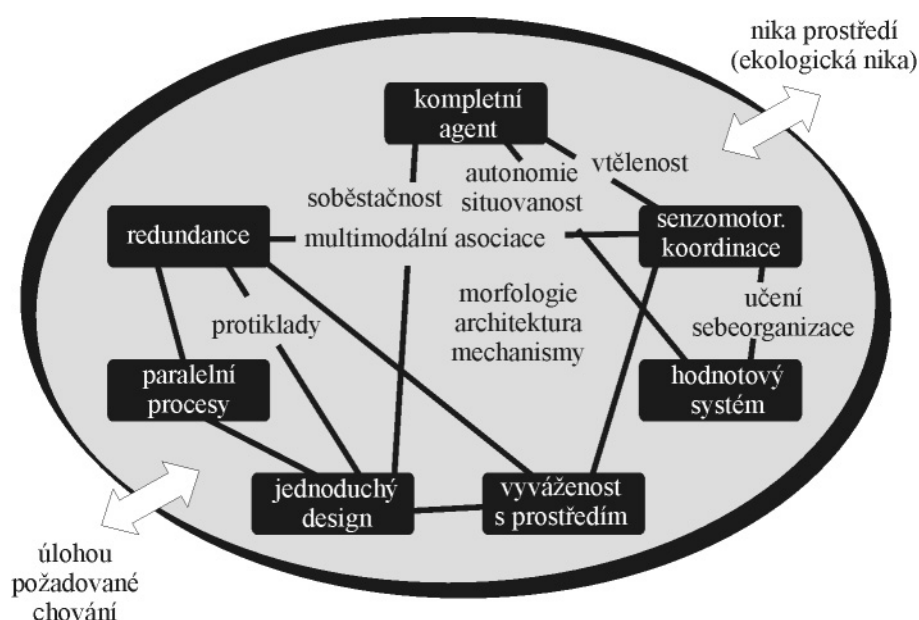 nika prostředí
(ekologická nika)
kompletní
agent
autonomie
situovanost
vtělenost
soběstačnost
redundance
multimodální asociace
senzomotor.
koordinace
morfologie
architektura
mechanismy
učení
sebeorganizace
protiklady
paralelní
procesy
hodnotový
systém
jednoduchý
design
vyváženost
s prostředím
úlohou
požadované
chování